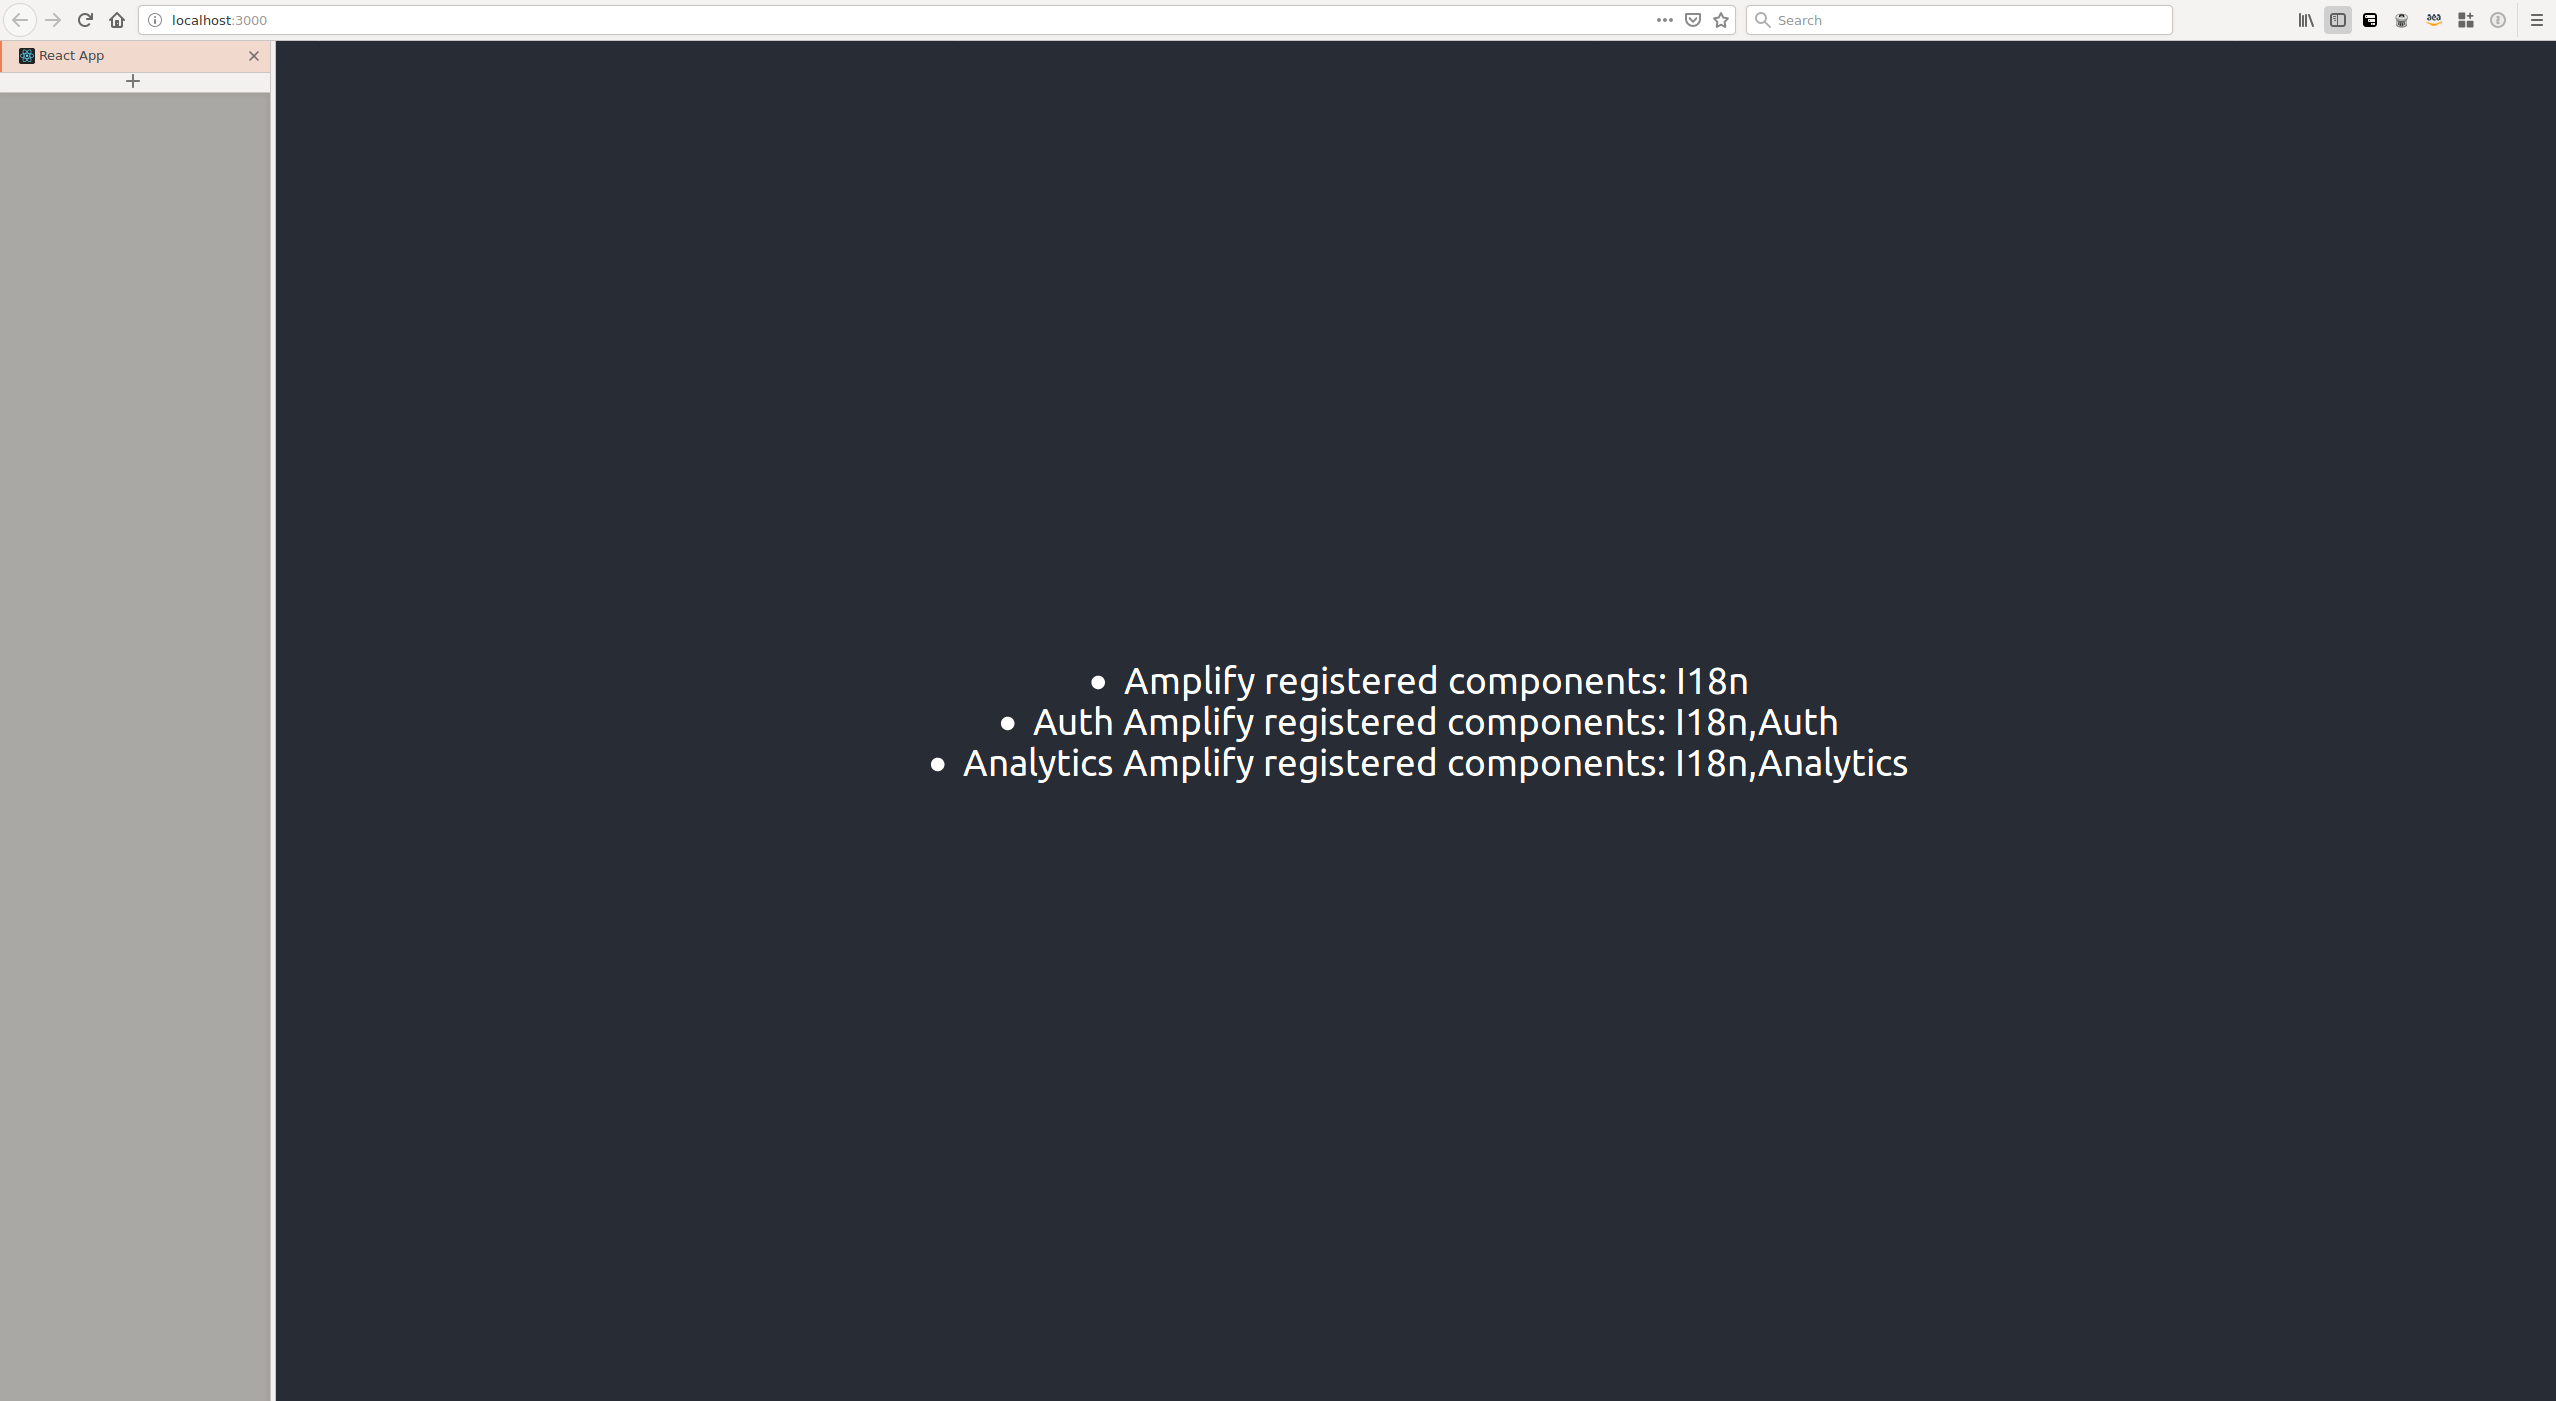 localhost:3000
Search
React App
• Amplify registered components: I18n
• Auth Amplify registered components: I18n,Auth
• Analytics Amplify registered components: I18n,Analytics